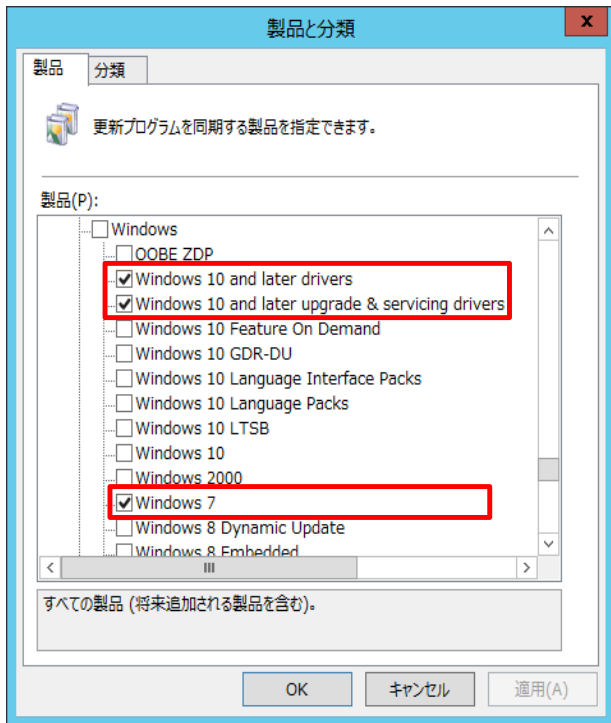 製品と分類
x
製品
分類
更新プログラムを同期する製品を指定できます。
製品(P):
Windows
OOBE ZDP
Windows 10 and later drivers
Windows 10 and later upgrade & servicing drivers
Windows 10 Feature On Demand
Windows 10 GDR-DU
Windows 10 Language Interface Packs
Windows 10 Language Packs
Windows 10 LTSB
Windows 10
Windows 2000
Windows 7
Windows 8 Dynamic Update
Windows 8 Embedded
すべての製品 (将来追加される製品を含む)。
OK
キャンセル
適用(A)